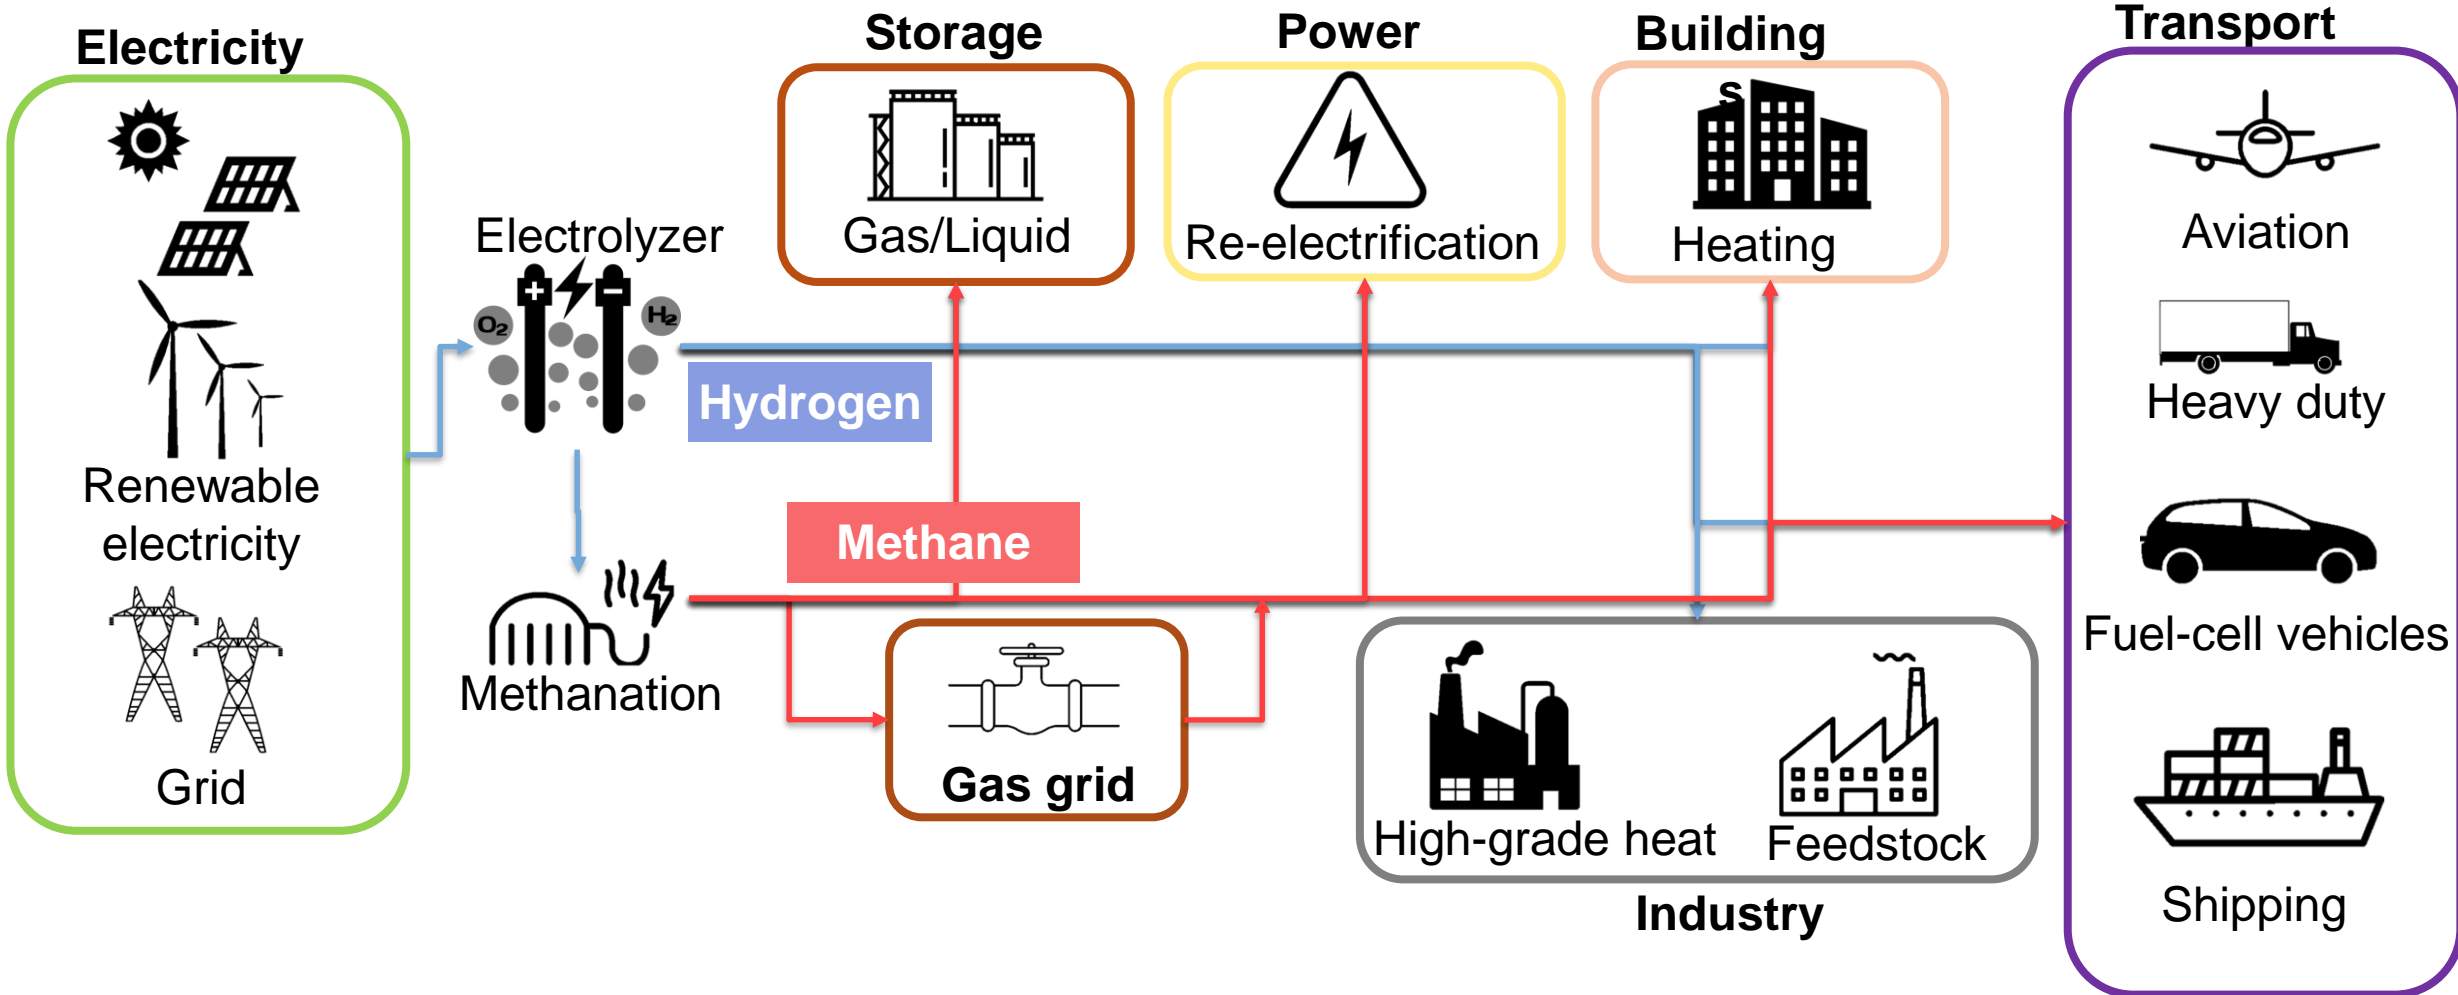 Electricity
Renewable
electricity
Grid
Electrolyzer
+
−
O₂
H₂
Hydrogen
Methane
Methanation
Storage
Gas/Liquid
Power
Re-electrification
Building
s
Heating
Gas grid
High-grade heat
Feedstock
Industry
Transport
Aviation
Heavy duty
Fuel-cell vehicles
Shipping